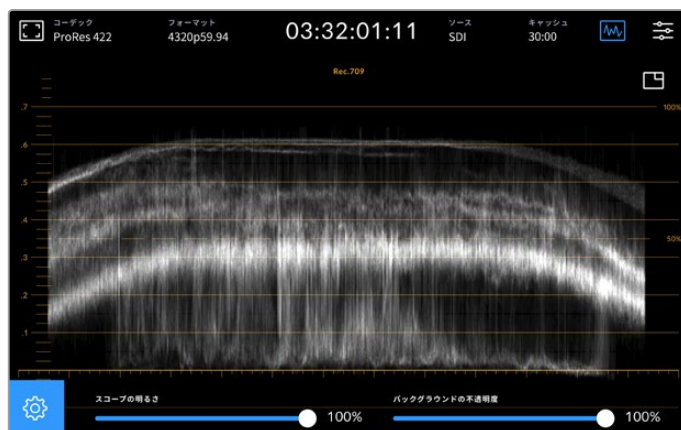 コーデック
ProRes 422
フォーマット
4320p59.94
03:32:01:11
ソース
SDI
キャッシュ
30:00
Rec.709
.7
100%
.6
.5
.4
50%
.3
.2
.1
スコープの明るさ
100%
バックグラウンドの不透明度
100%